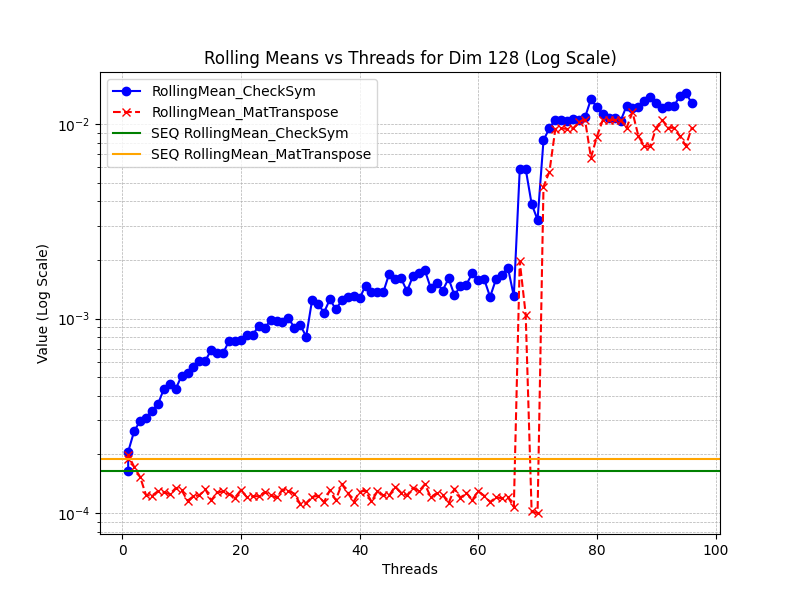 Rolling Means vs Threads for Dim 128 (Log Scale)
RollingMean_CheckSym
RollingMean_MatTranspose
SEQ RollingMean_CheckSym
SEQ RollingMean_MatTranspose
Value (Log Scale)
10⁻²
10⁻³
10⁻⁴
0 20 40 60 80 100
Threads